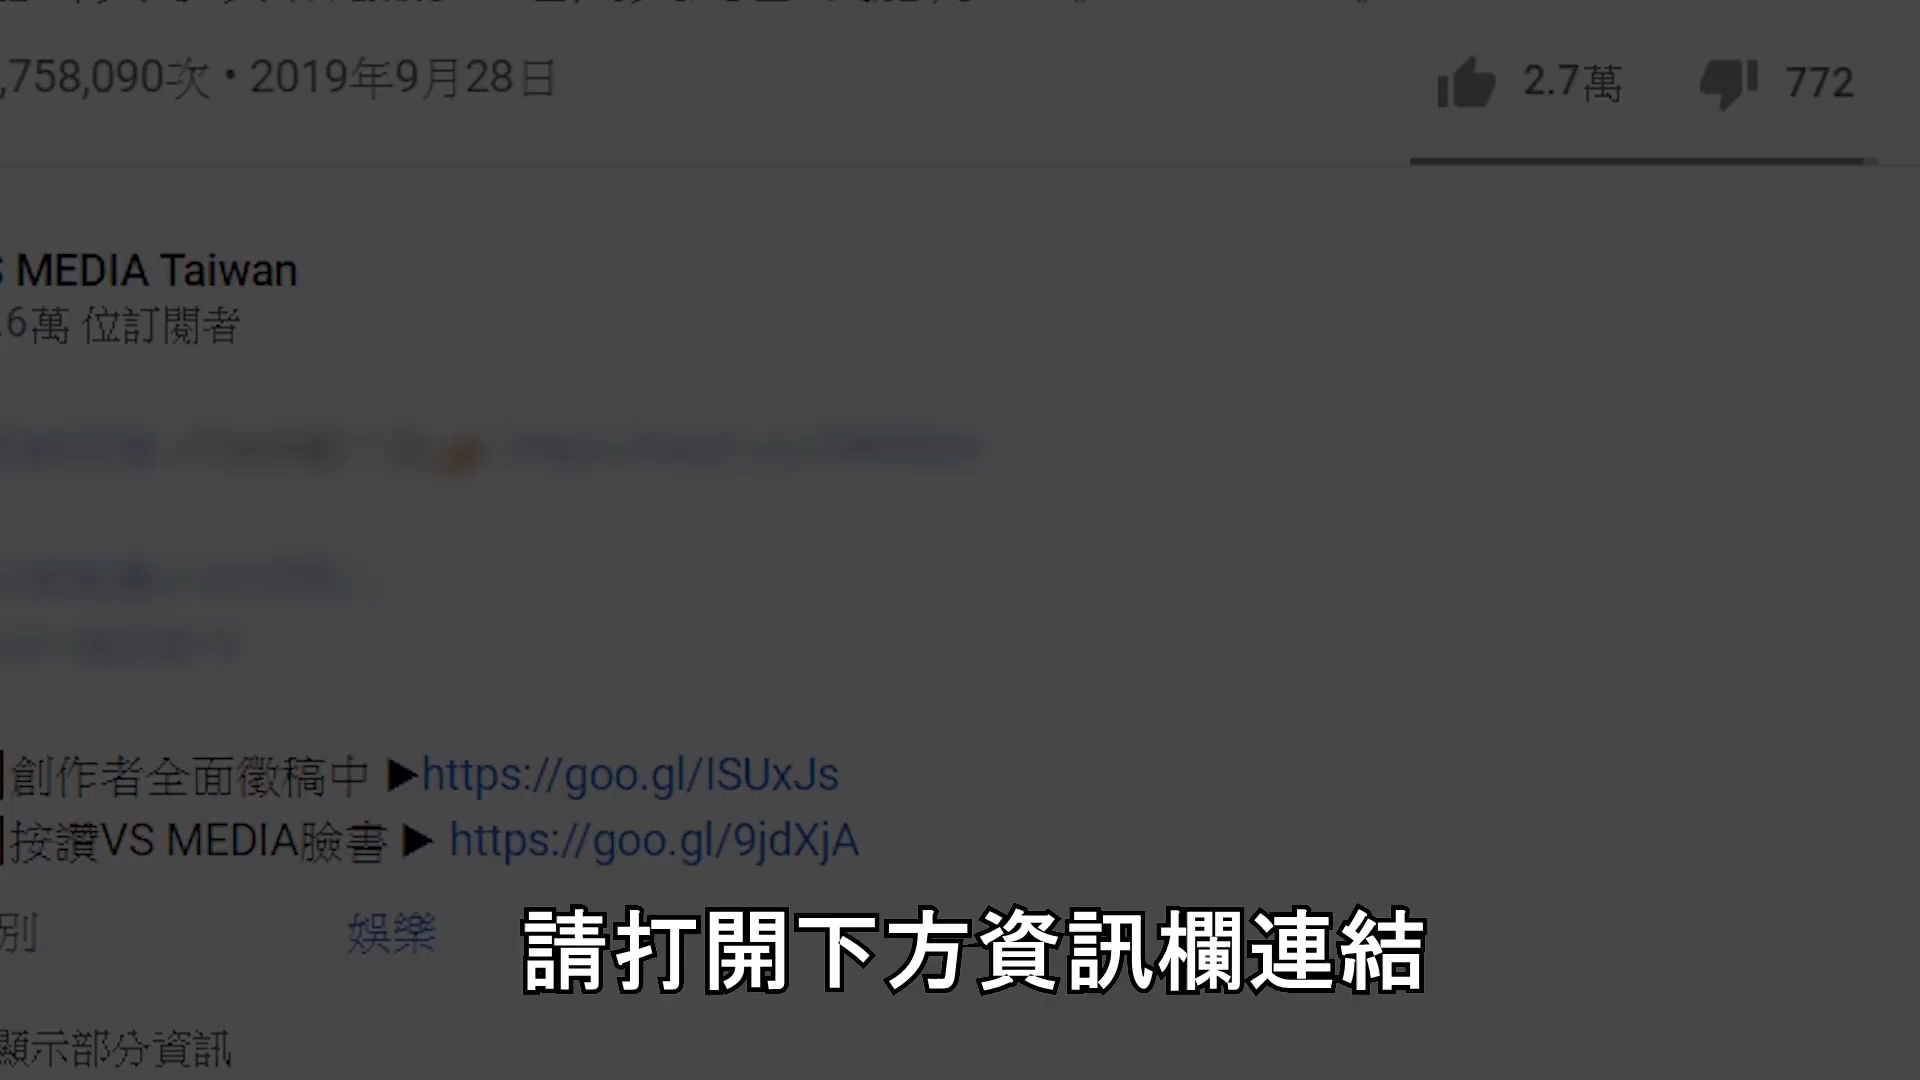 ,758,090次 • 2019年9月28日
2.7萬
772
S MEDIA Taiwan
.6萬 位訂閱者
創作者全面徵稿中 ▶https://goo.gl/ISUxJs
按讚VS MEDIA臉書 ▶ https://goo.gl/9jdXjA
別 娛樂
請打開下方資訊欄連結
顯示部分資訊